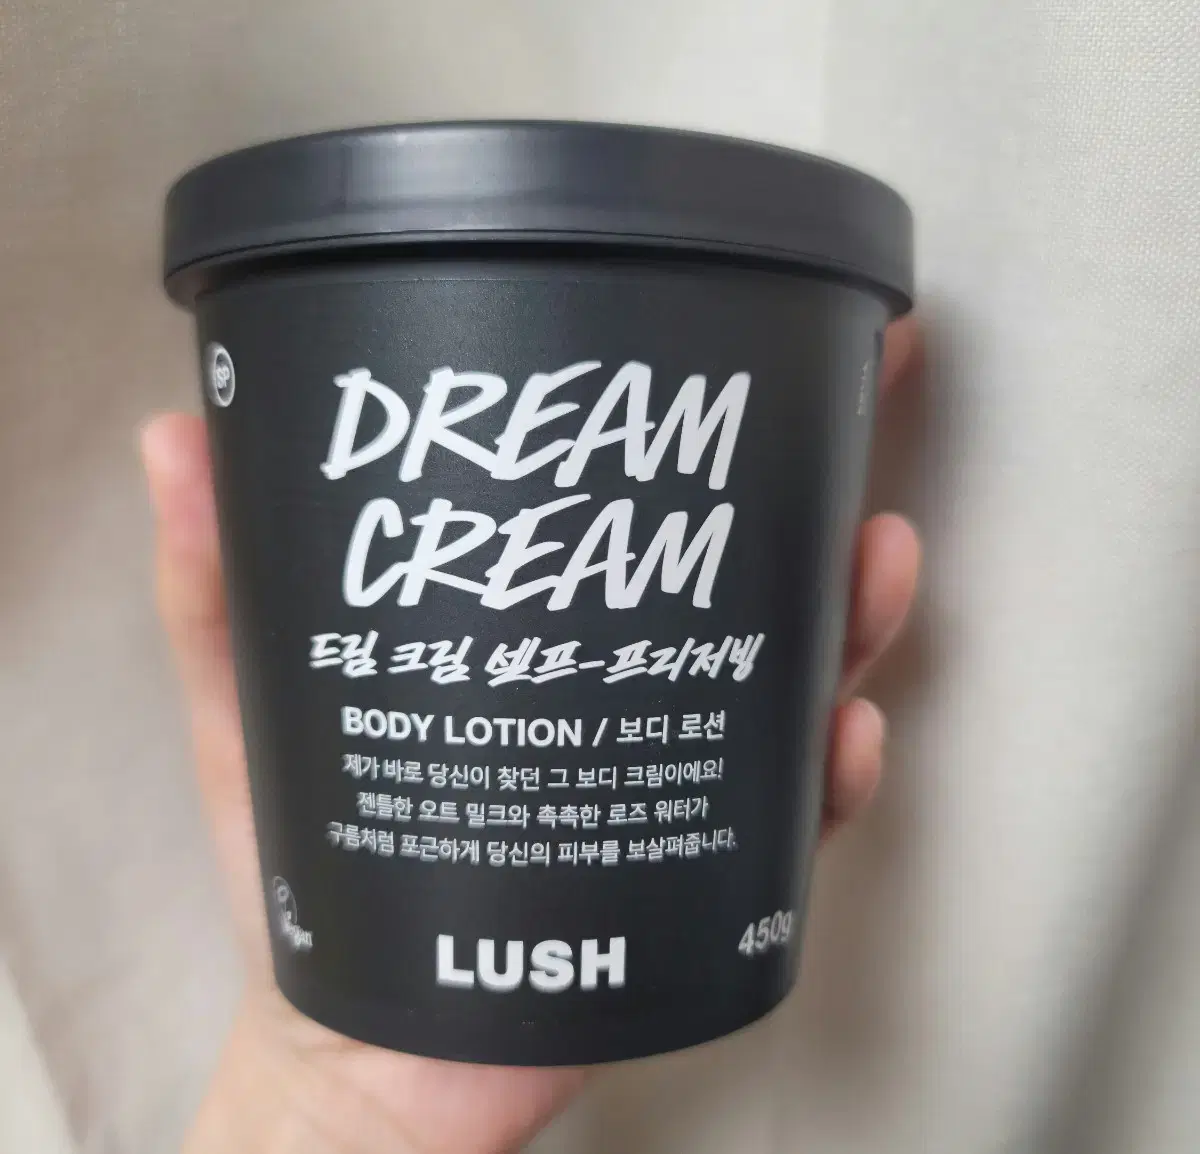 SP
DREAM
CREAM
드림 크림 셀프-프리저빙
BODY LOTION / 보디 로션
제가 바로 당신이 찾던 그 보디 크림이에요!
젠틀한 오트 밀크와 촉촉한 로즈 워터가
구름처럼 포근하게 당신의 피부를 보살펴줍니다.
Vegan
LUSH
450g